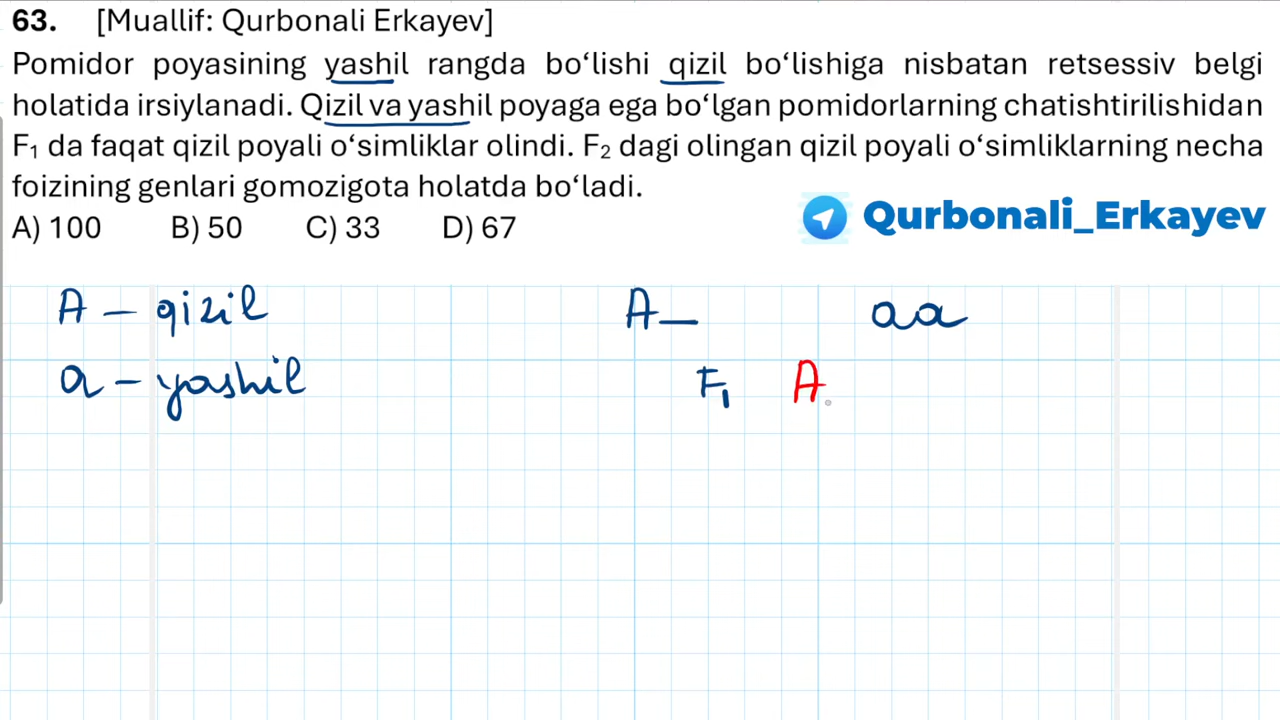 63. [Muallif: Qurbonali Erkayev]
Pomidor poyasining yashil rangda bo‘lishi qizil bo‘lishiga nisbatan retsessiv belgi
holatida irsiylanadi. Qizil va yashil poyaga ega bo‘lgan pomidorlarning chatishtirilishidan
F₁ da faqat qizil poyali o‘simliklar olindi. F₂ dagi olingan qizil poyali o‘simliklarning necha
foizining genlari gomozigota holatda bo‘ladi.
A) 100 B) 50 C) 33 D) 67
Qurbonali_Erkayev
A – qizil A_ aa
a – yashil F₁ A